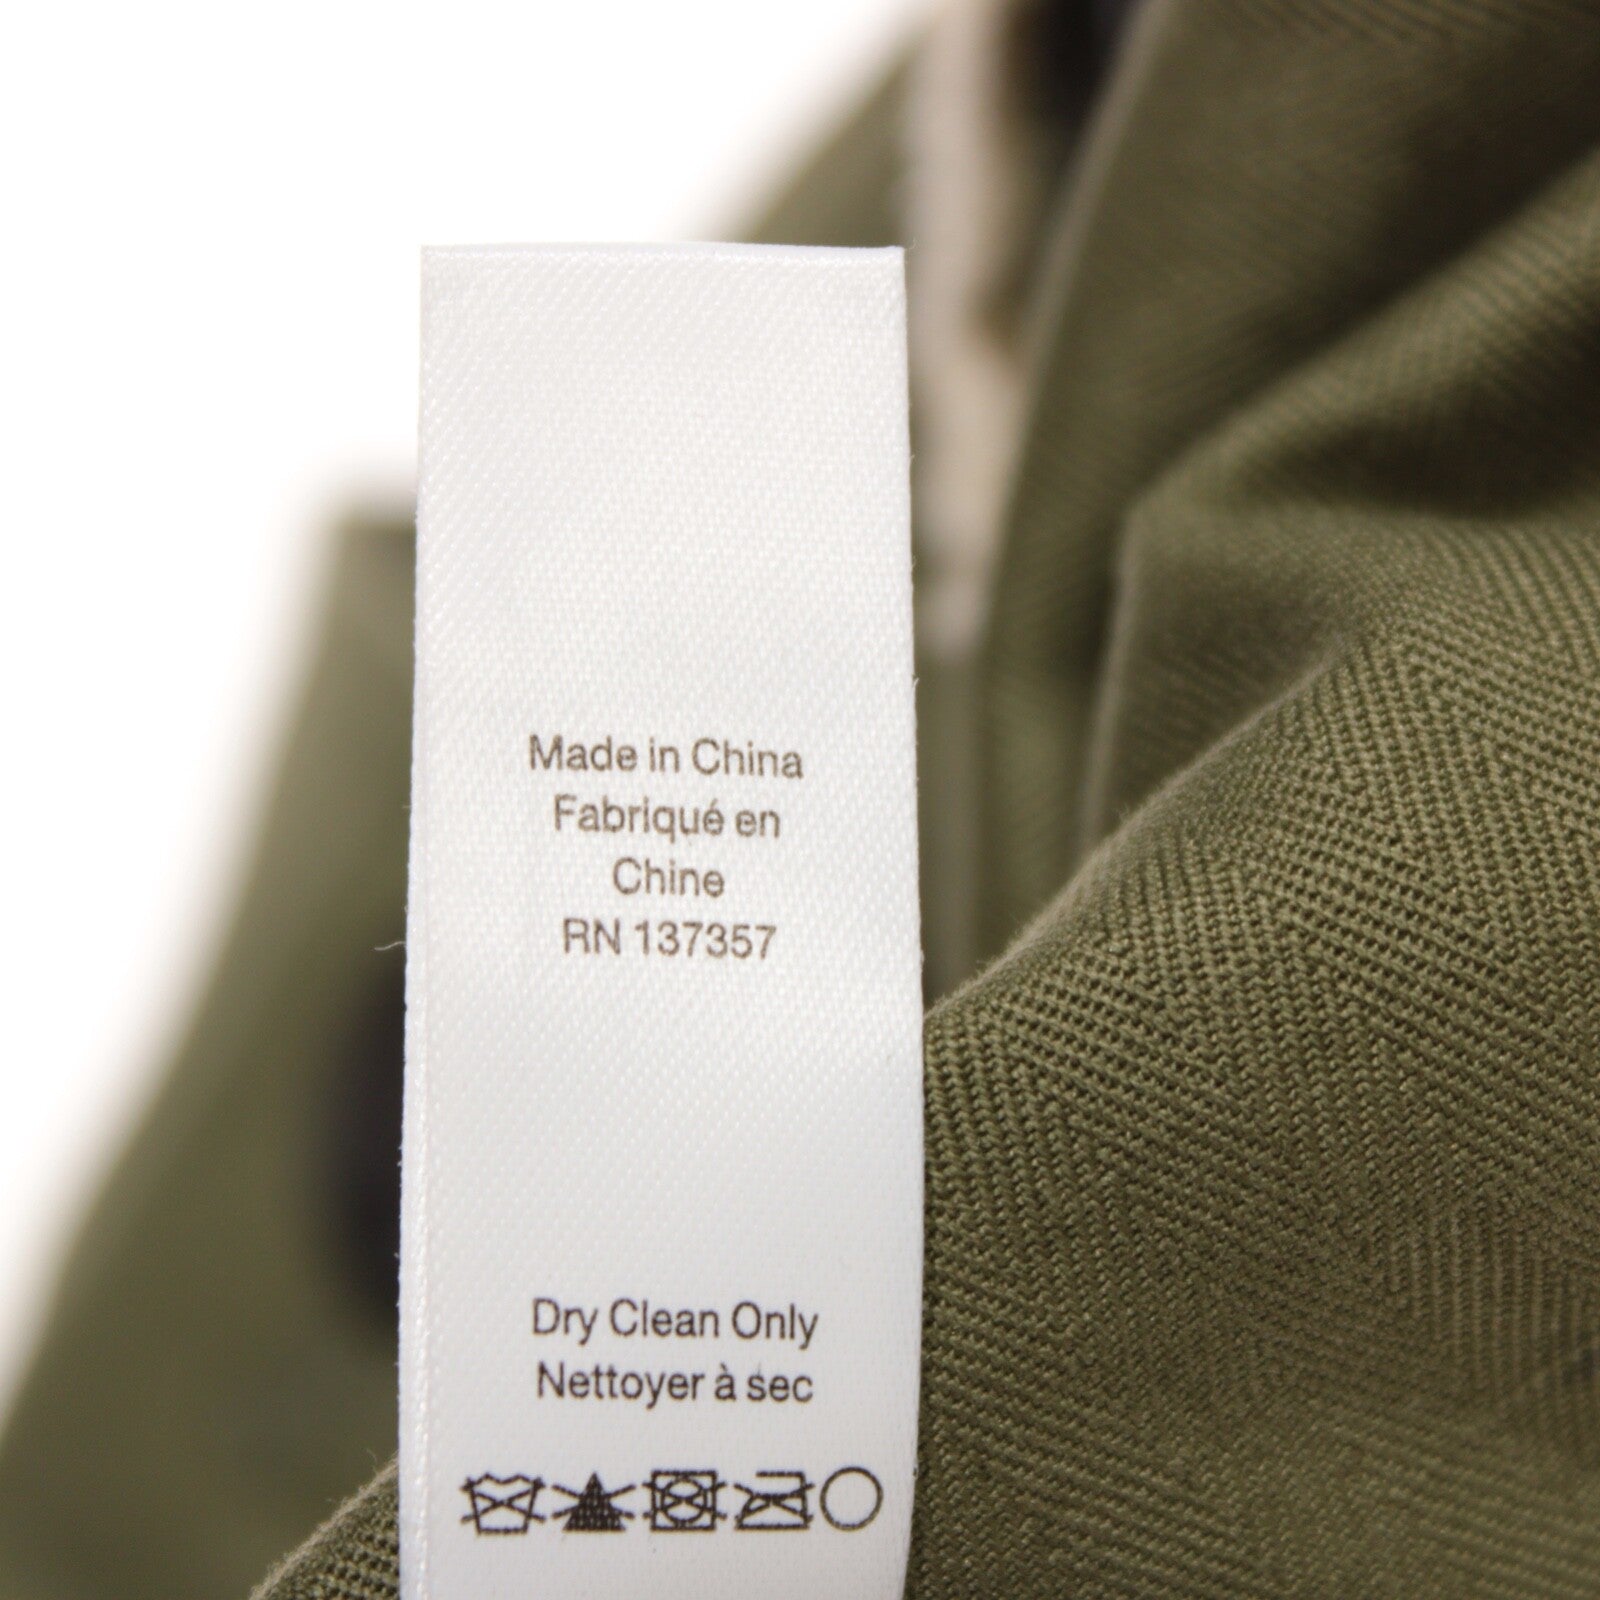 Made in China
Fabriqué en
Chine
RN 137357
Dry Clean Only
Nettoyer à sec